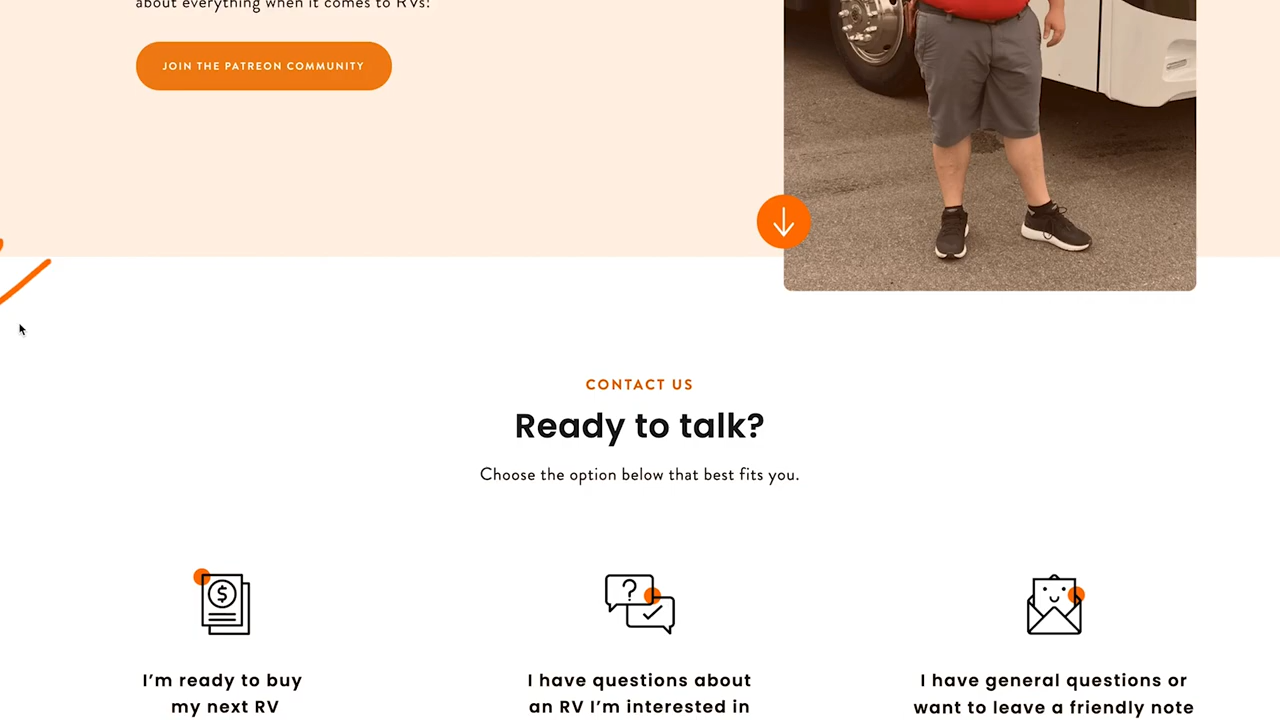 about everything when it comes to RVs!
JOIN THE PATREON COMMUNITY
CONTACT US
Ready to talk?
Choose the option below that best fits you.
I'm ready to buy
my next RV
I have questions about
an RV I'm interested in
I have general questions or
want to leave a friendly note